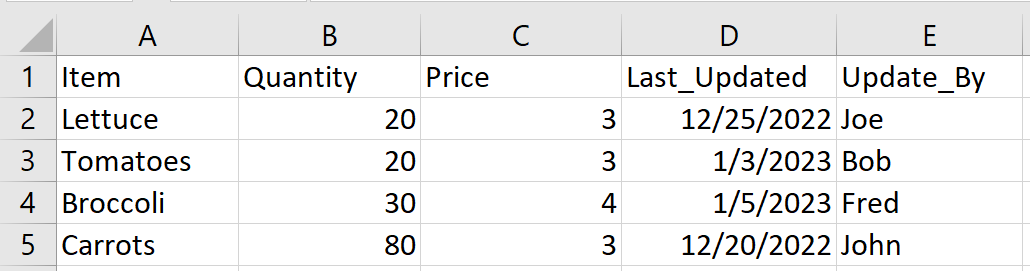 A B C D E
1 Item Quantity Price Last_Updated Update_By
2 Lettuce 20 3 12/25/2022 Joe
3 Tomatoes 20 3 1/3/2023 Bob
4 Broccoli 30 4 1/5/2023 Fred
5 Carrots 80 3 12/20/2022 John